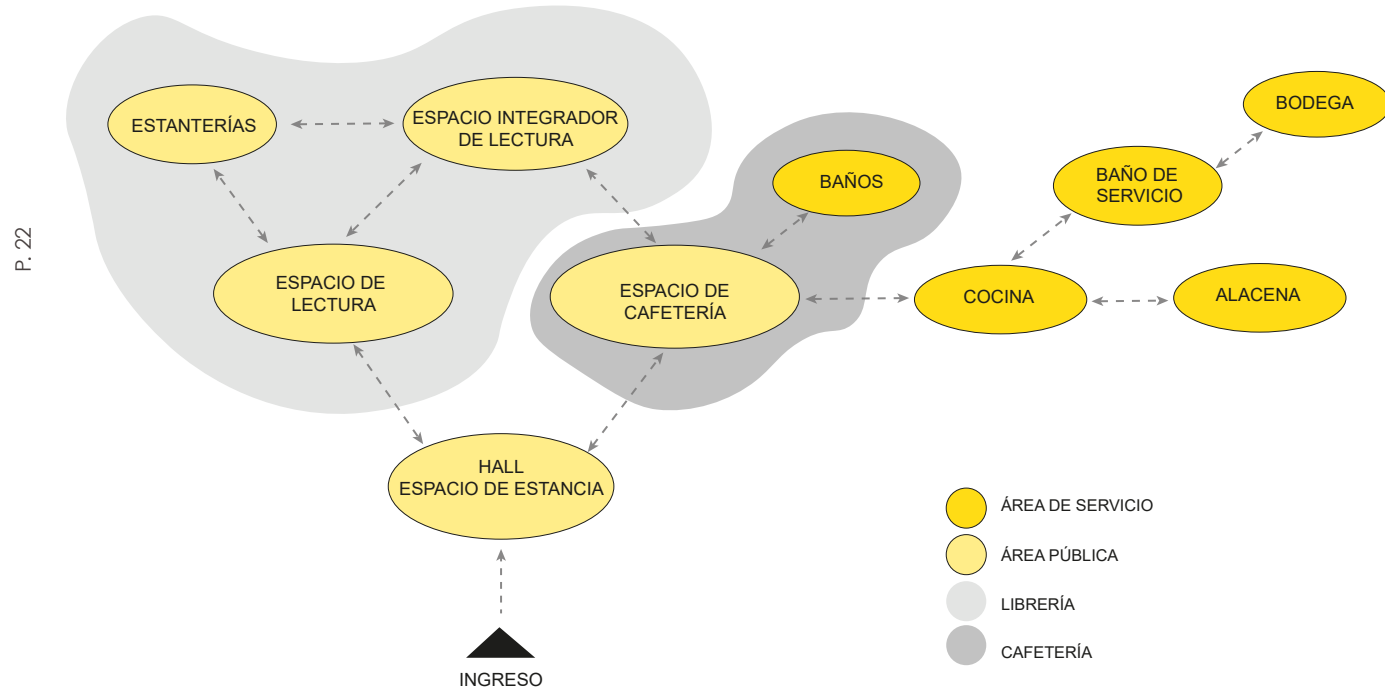 P. 22
ESTANTERÍAS
ESPACIO INTEGRADOR
DE LECTURA
BODEGA
BAÑOS
BAÑO DE
SERVICIO
ESPACIO DE
LECTURA
ESPACIO DE
CAFETERÍA
COCINA
ALACENA
HALL
ESPACIO DE ESTANCIA
INGRESO
ÁREA DE SERVICIO
ÁREA PÚBLICA
LIBRERÍA
CAFETERÍA